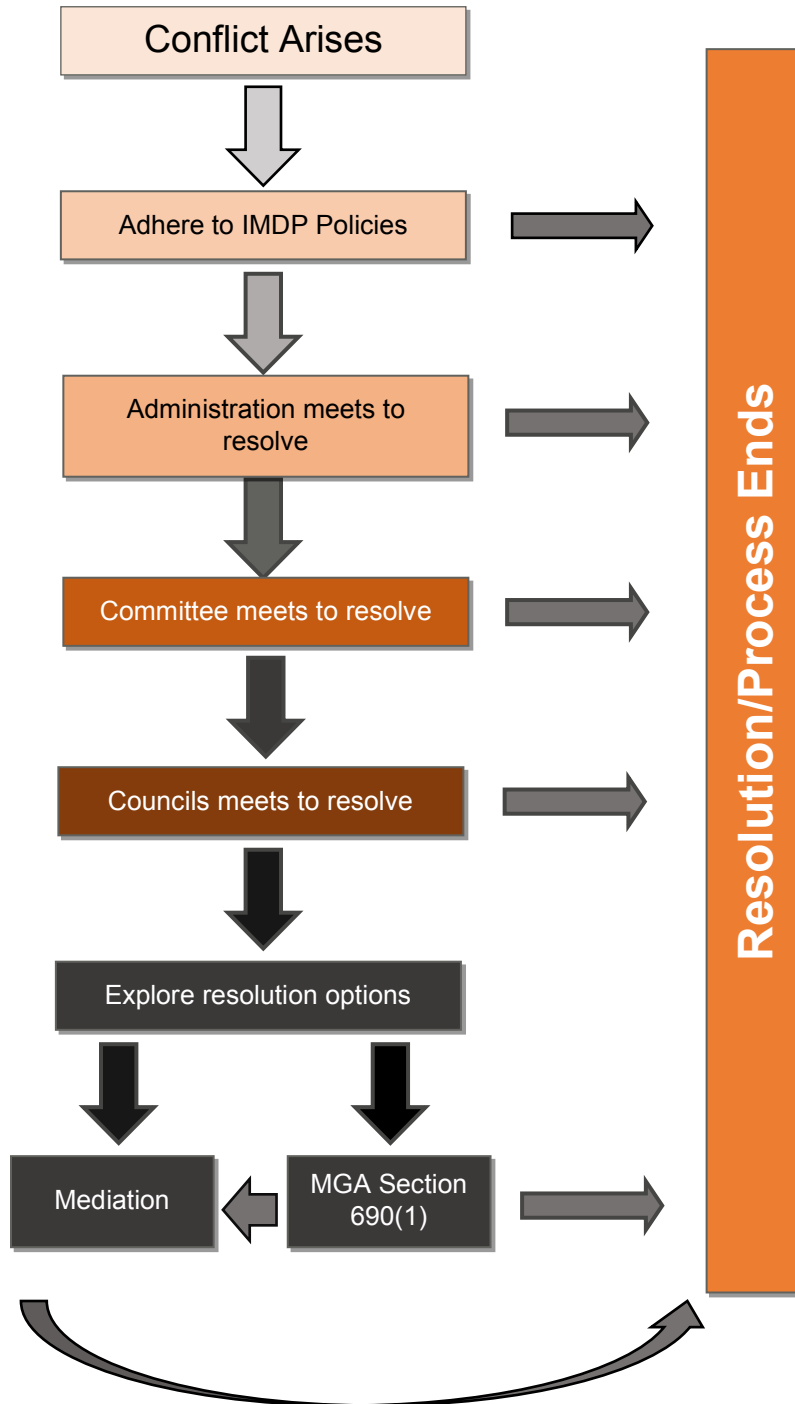 Conflict Arises
Adhere to IMDP Policies
Administration meets to
resolve
Committee meets to resolve
Councils meets to resolve
Explore resolution options
Mediation
MGA Section
690(1)
Resolution/Process Ends